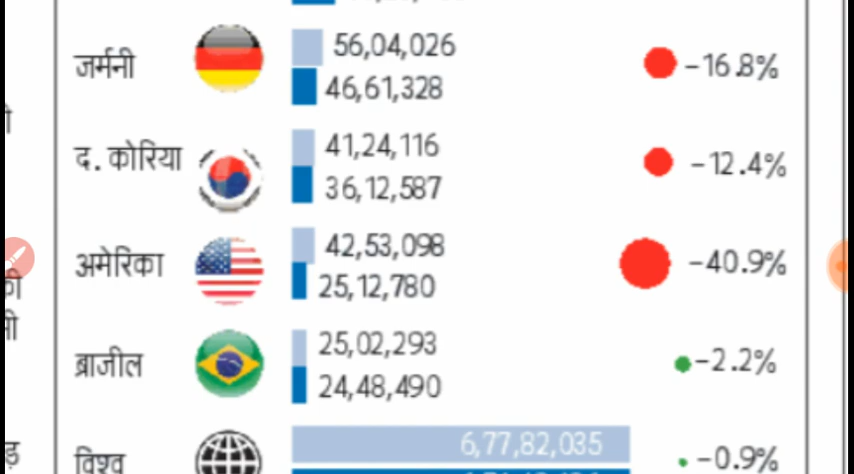 जर्मनी
56,04,026
46,61,328
-16.8%
द. कोरिया
41,24,116
36,12,587
-12.4%
अमेरिका
42,53,098
25,12,780
-40.9%
ब्राजील
25,02,293
24,48,490
-2.2%
विश्व
6,77,82,035
-0.9%